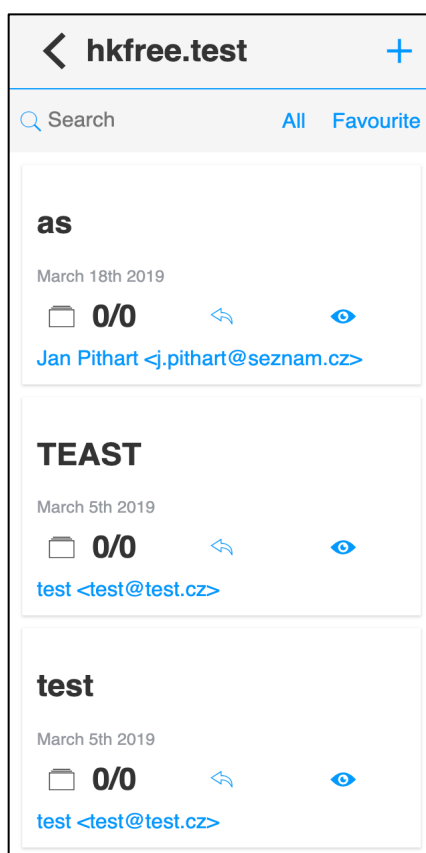 hkfree.test
Search All Favourite
as
March 18th 2019
0/0
Jan Pithart <j.pithart@seznam.cz>
TEAST
March 5th 2019
0/0
test <test@test.cz>
test
March 5th 2019
0/0
test <test@test.cz>